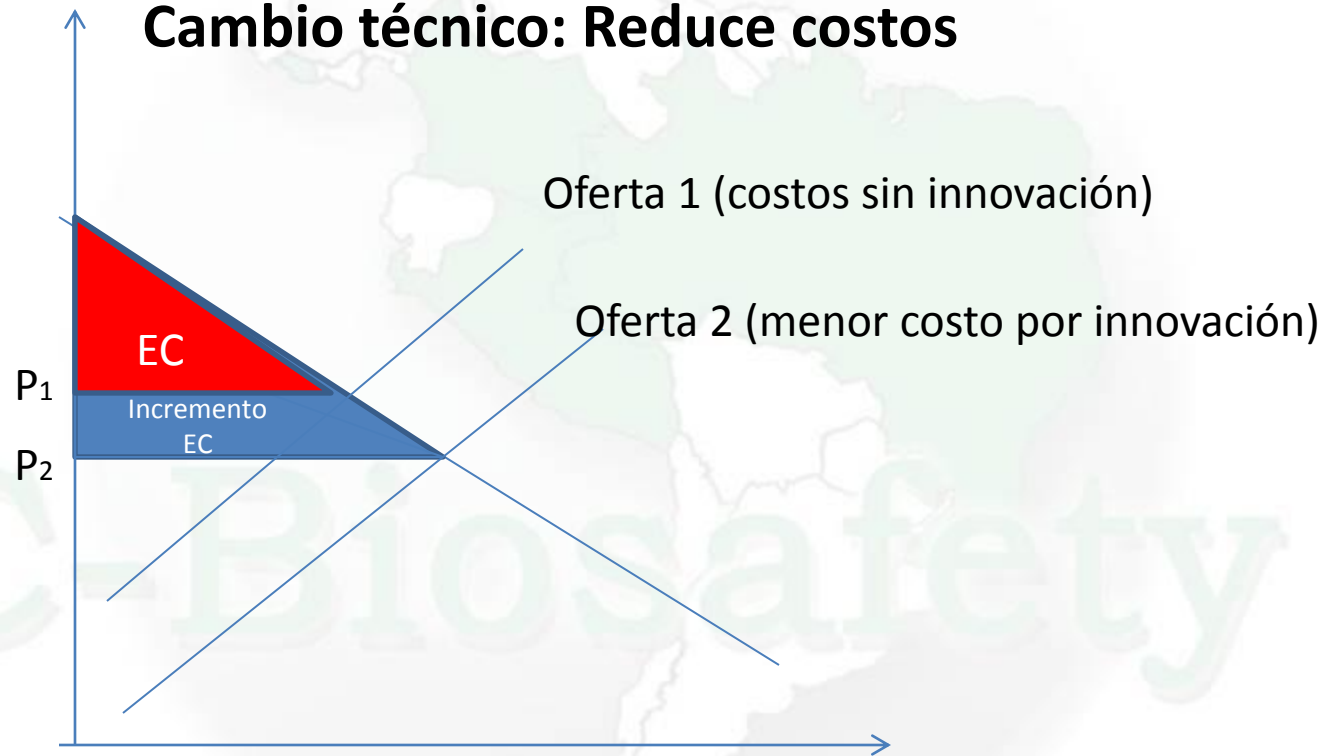 Cambio técnico: Reduce costos
Oferta 1 (costos sin innovación)
Oferta 2 (menor costo por innovación)
EC
P1
Incremento
EC
P2
C-Biosafety